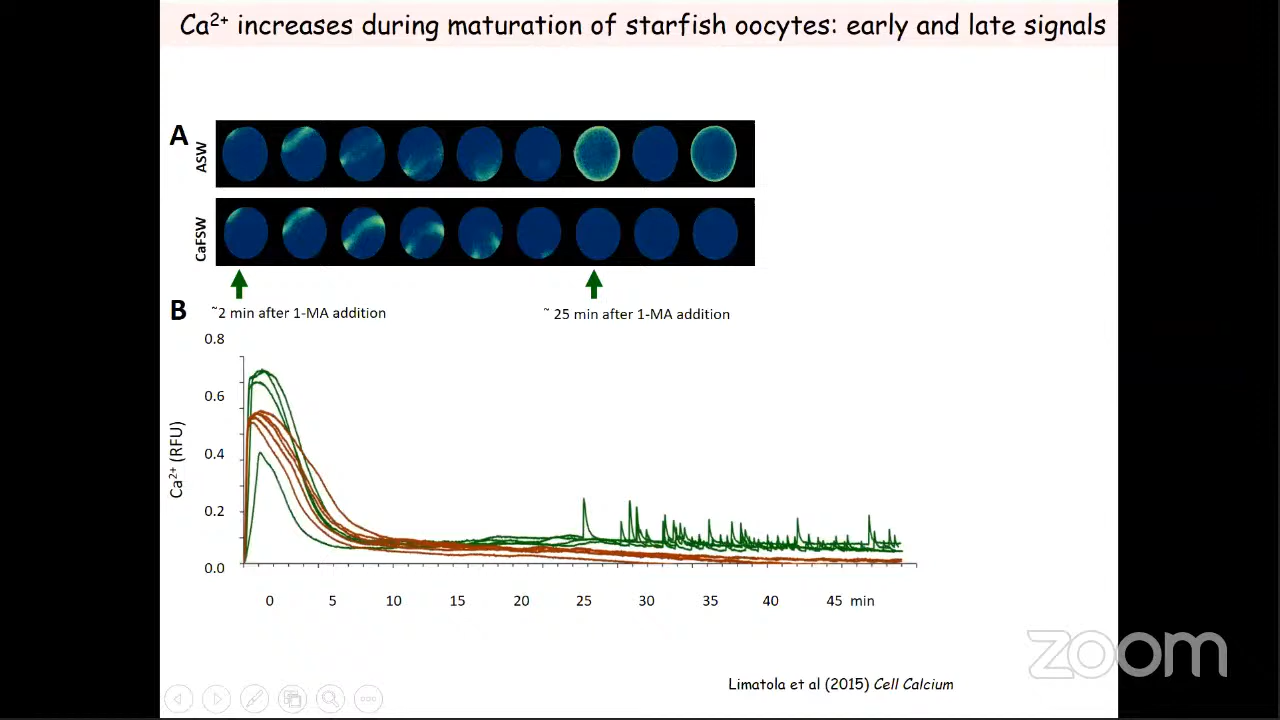 Ca²⁺ increases during maturation of starfish oocytes: early and late signals
A
ASW
CaFSW
~2 min after 1-MA addition
~ 25 min after 1-MA addition
B
Ca²⁺ (RFU)
0.8
0.6
0.4
0.2
0.0
0 5 10 15 20 25 30 35 40 45 min
zoom
Limatola et al (2015) Cell Calcium